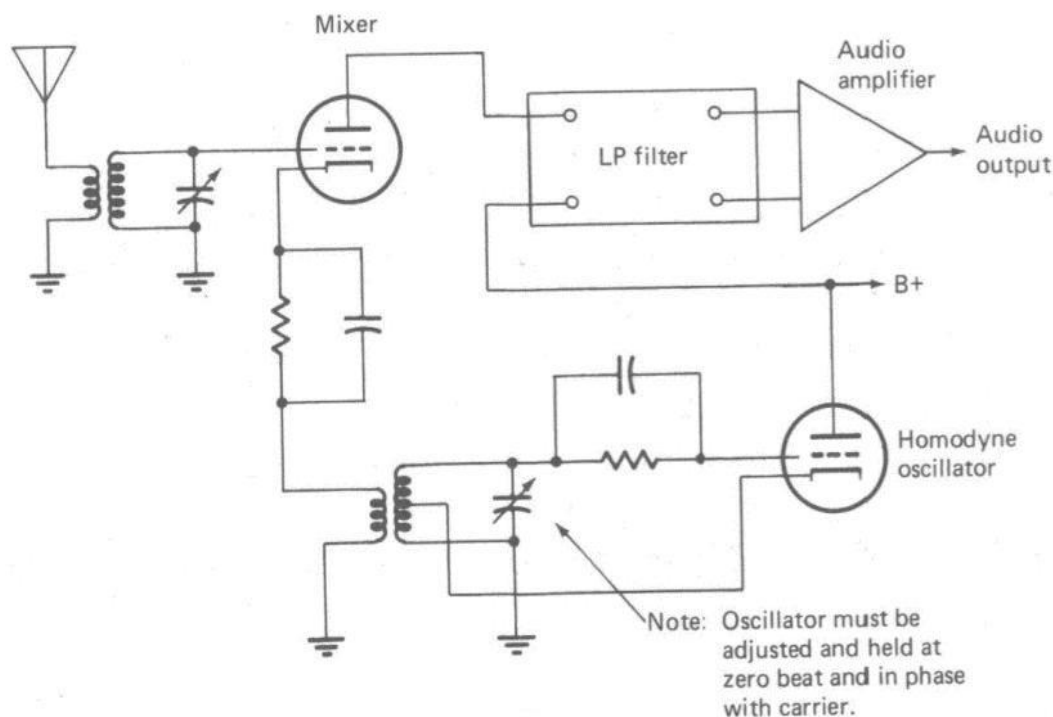 Mixer
Audio
amplifier
LP filter
Audio
output
B+
Homodyne
oscillator
Note: Oscillator must be
adjusted and held at
zero beat and in phase
with carrier.